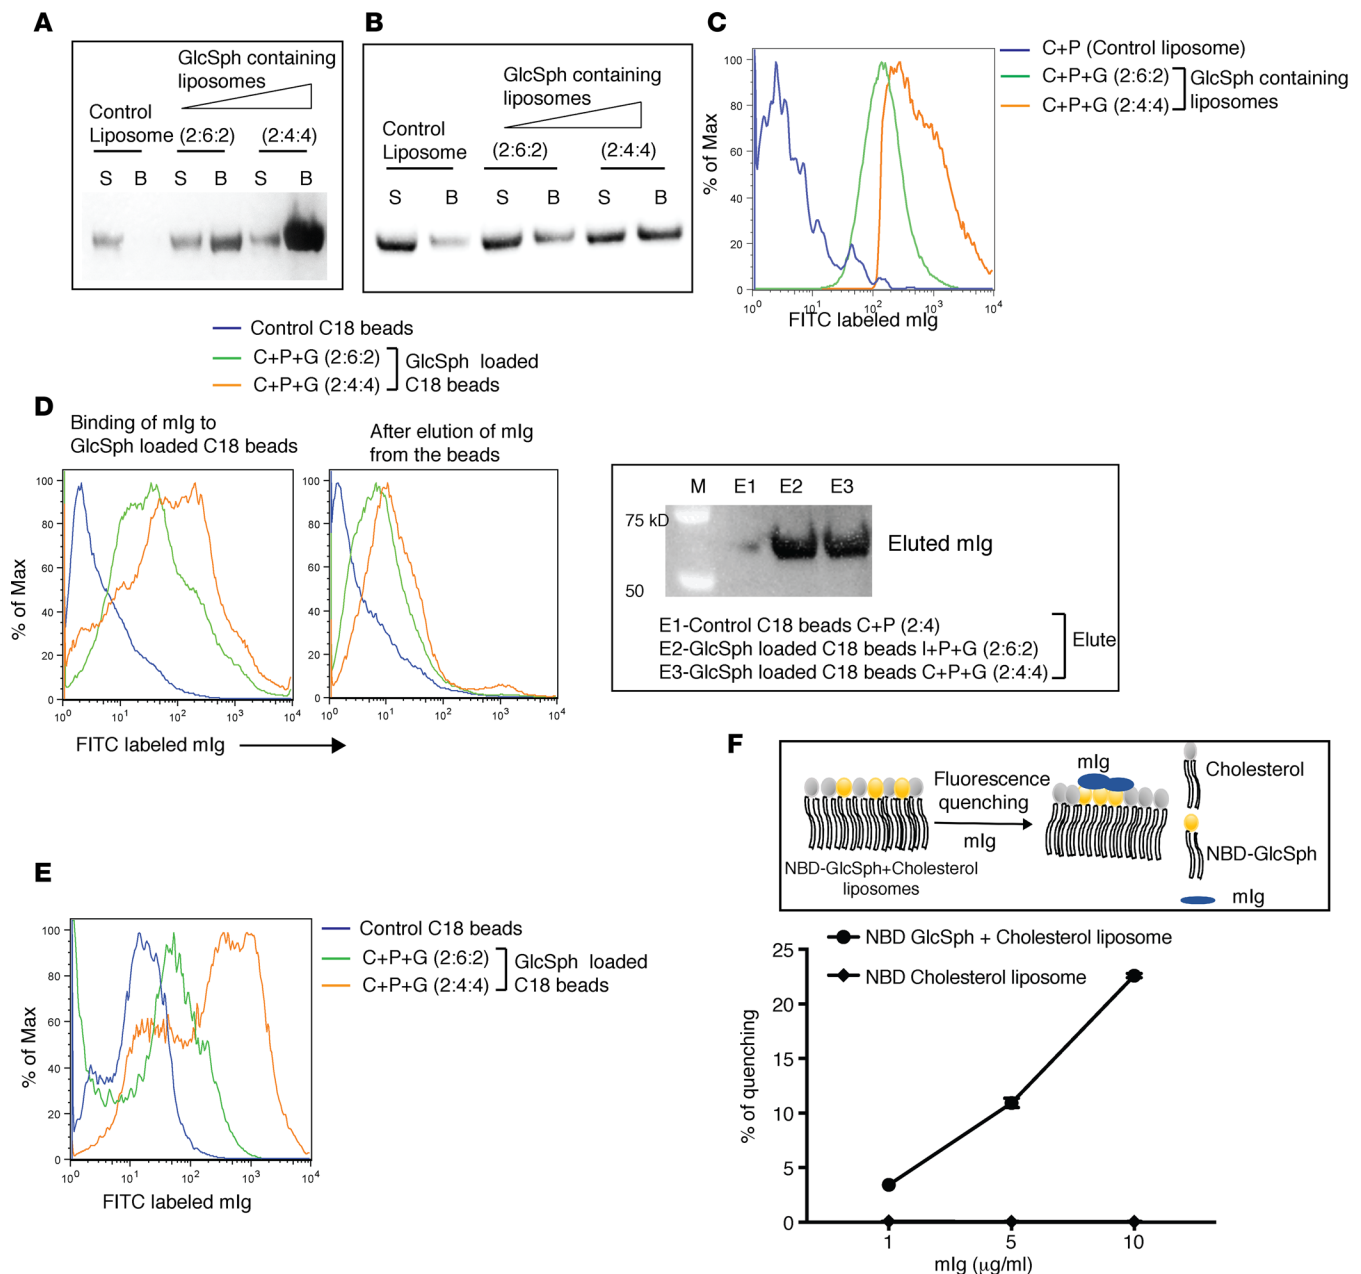 A
GlcSph containing
liposomes
Control
Liposome
(2:6:2)
(2:4:4)
S B S B S B
B
GlcSph containing
liposomes
Control
Liposome
(2:6:2)
(2:4:4)
S B S B S B
C
C+P (Control liposome)
C+P+G (2:6:2)
C+P+G (2:4:4)
GlcSph containing
liposomes
% of Max
100
80
60
40
20
0
10^0 10^1 10^2 10^3 10^4
FITC labeled mIg
Control C18 beads
C+P+G (2:6:2)
C+P+G (2:4:4)
GlcSph loaded
C18 beads
D
Binding of mIg to
GlcSph loaded C18 beads
After elution of mIg
from the beads
% of Max
100
80
60
40
20
0
10^0 10^1 10^2 10^3 10^4
100
80
60
40
20
0
10^0 10^1 10^2 10^3 10^4
FITC labeled mIg
M E1 E2 E3
75 kD
50
Eluted mIg
E1-Control C18 beads C+P (2:4)
E2-GlcSph loaded C18 beads I+P+G (2:6:2)
E3-GlcSph loaded C18 beads C+P+G (2:4:4)
Elute
E
Control C18 beads
C+P+G (2:6:2)
C+P+G (2:4:4)
GlcSph loaded
C18 beads
% of Max
100
80
60
40
20
0
10^0 10^1 10^2 10^3 10^4
FITC labeled mIg
F
Fluorescence
quenching
mIg
NBD-GlcSph+Cholesterol
liposomes
mIg
Cholesterol
NBD-GlcSph
mIg
NBD GlcSph + Cholesterol liposome
NBD Cholesterol liposome
% of quenching
25
20
15
10
5
0
1 5 10
mIg (µg/ml)